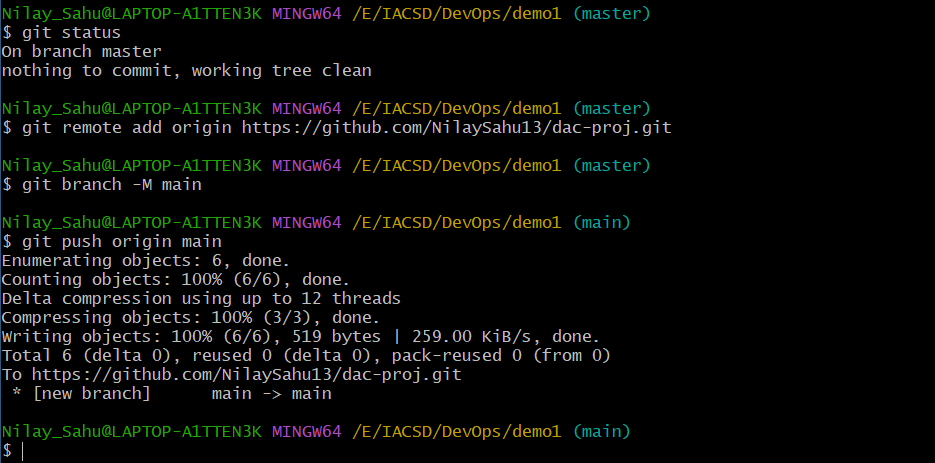 Nilay_Sahu@LAPTOP-A1TTEN3K MINGW64 /E/IACSD/DevOps/demo1 (master)
$ git status
On branch master
nothing to commit, working tree clean

Nilay_Sahu@LAPTOP-A1TTEN3K MINGW64 /E/IACSD/DevOps/demo1 (master)
$ git remote add origin https://github.com/NilaySahu13/dac-proj.git

Nilay_Sahu@LAPTOP-A1TTEN3K MINGW64 /E/IACSD/DevOps/demo1 (master)
$ git branch -M main

Nilay_Sahu@LAPTOP-A1TTEN3K MINGW64 /E/IACSD/DevOps/demo1 (main)
$ git push origin main
Enumerating objects: 6, done.
Counting objects: 100% (6/6), done.
Delta compression using up to 12 threads
Compressing objects: 100% (3/3), done.
Writing objects: 100% (6/6), 519 bytes | 259.00 KiB/s, done.
Total 6 (delta 0), reused 0 (delta 0), pack-reused 0 (from 0)
To https://github.com/NilaySahu13/dac-proj.git
 * [new branch]      main -> main

Nilay_Sahu@LAPTOP-A1TTEN3K MINGW64 /E/IACSD/DevOps/demo1 (main)
$